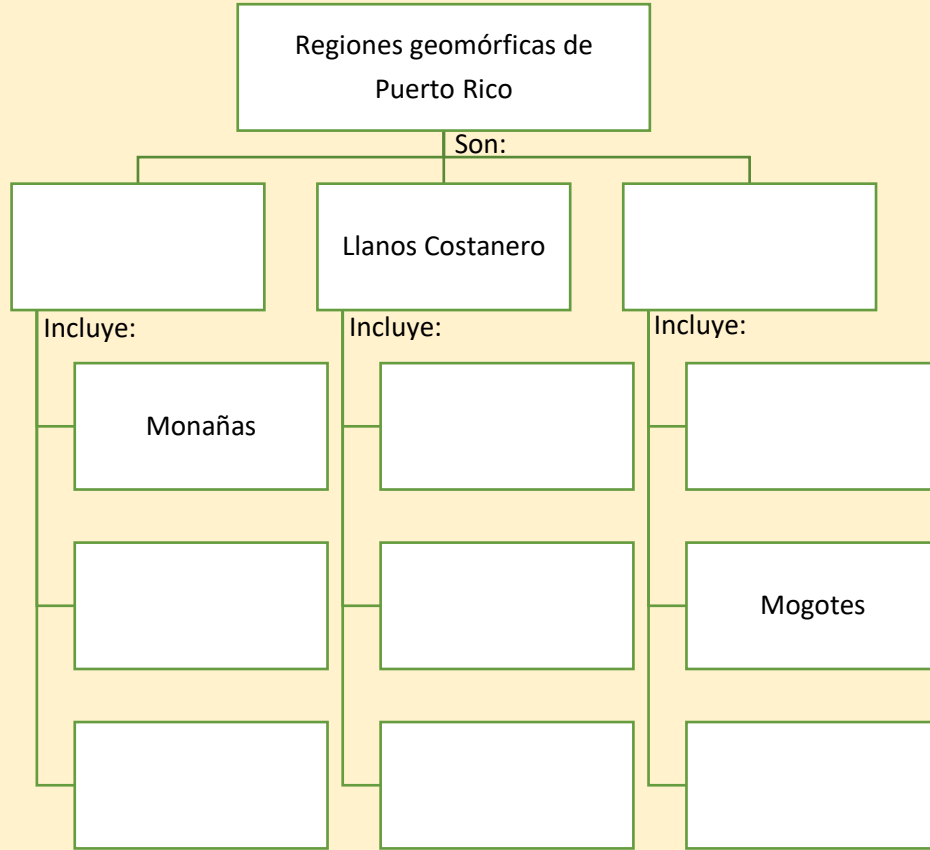 Regiones geomórficas de
Puerto Rico
Son:
Llanos Costanero
Incluye:
Incluye:
Incluye:
Monañas
Mogotes